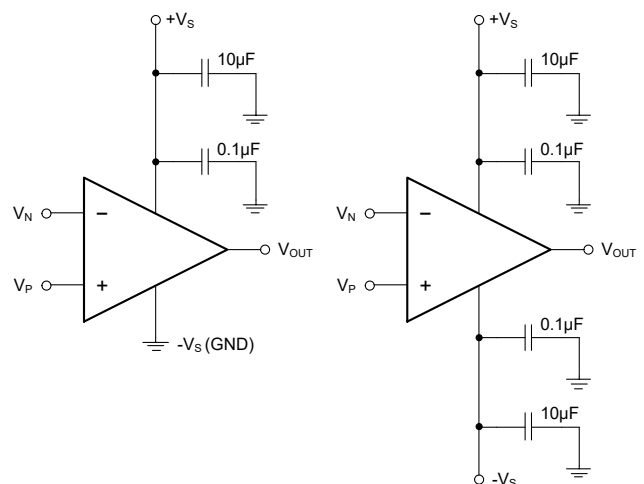 +VS
10µF
0.1µF
VN
−
VP
+
VOUT
-VS (GND)
+VS
10µF
0.1µF
VN
−
VP
+
VOUT
0.1µF
10µF
-VS